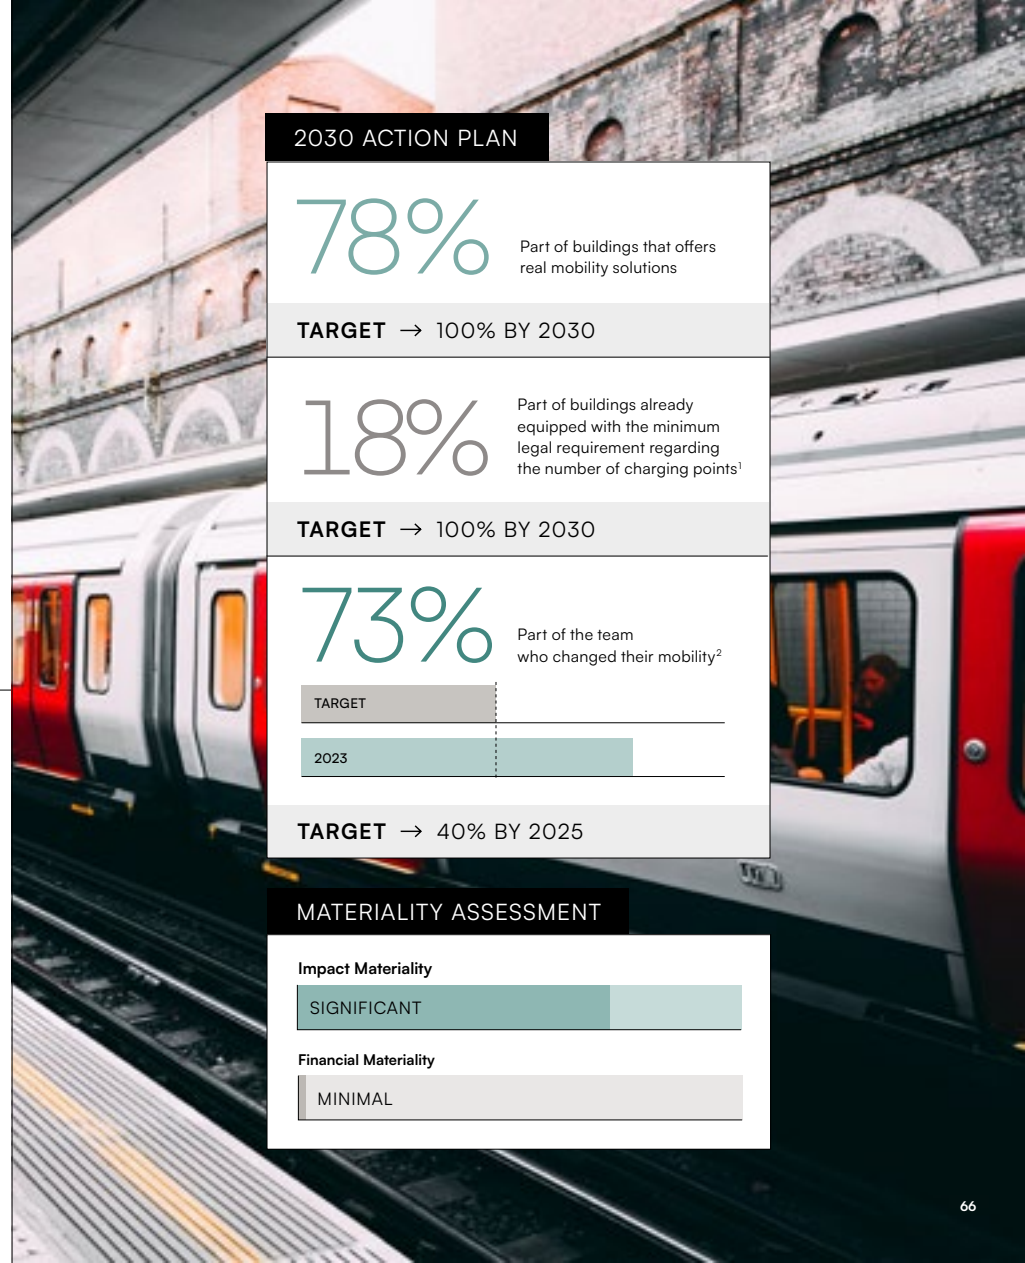 2030 ACTION PLAN
78%
Part of buildings that offers
real mobility solutions
TARGET → 100% BY 2030
18%
Part of buildings already
equipped with the minimum
legal requirement regarding
the number of charging points¹
TARGET → 100% BY 2030
73%
Part of the team
who changed their mobility²
TARGET
2023
TARGET → 40% BY 2025
MATERIALITY ASSESSMENT
Impact Materiality
SIGNIFICANT
Financial Materiality
MINIMAL
66